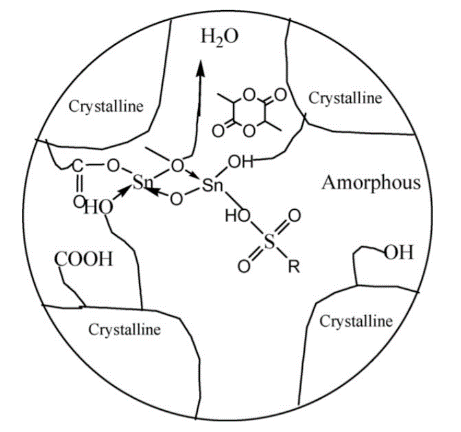 H₂O
Crystalline
Crystalline
O
O
O
O
C
O
O
OH
Sn
Sn
Amorphous
O
HO
O
HO
O
S
COOH
OH
O
R
Crystalline
Crystalline